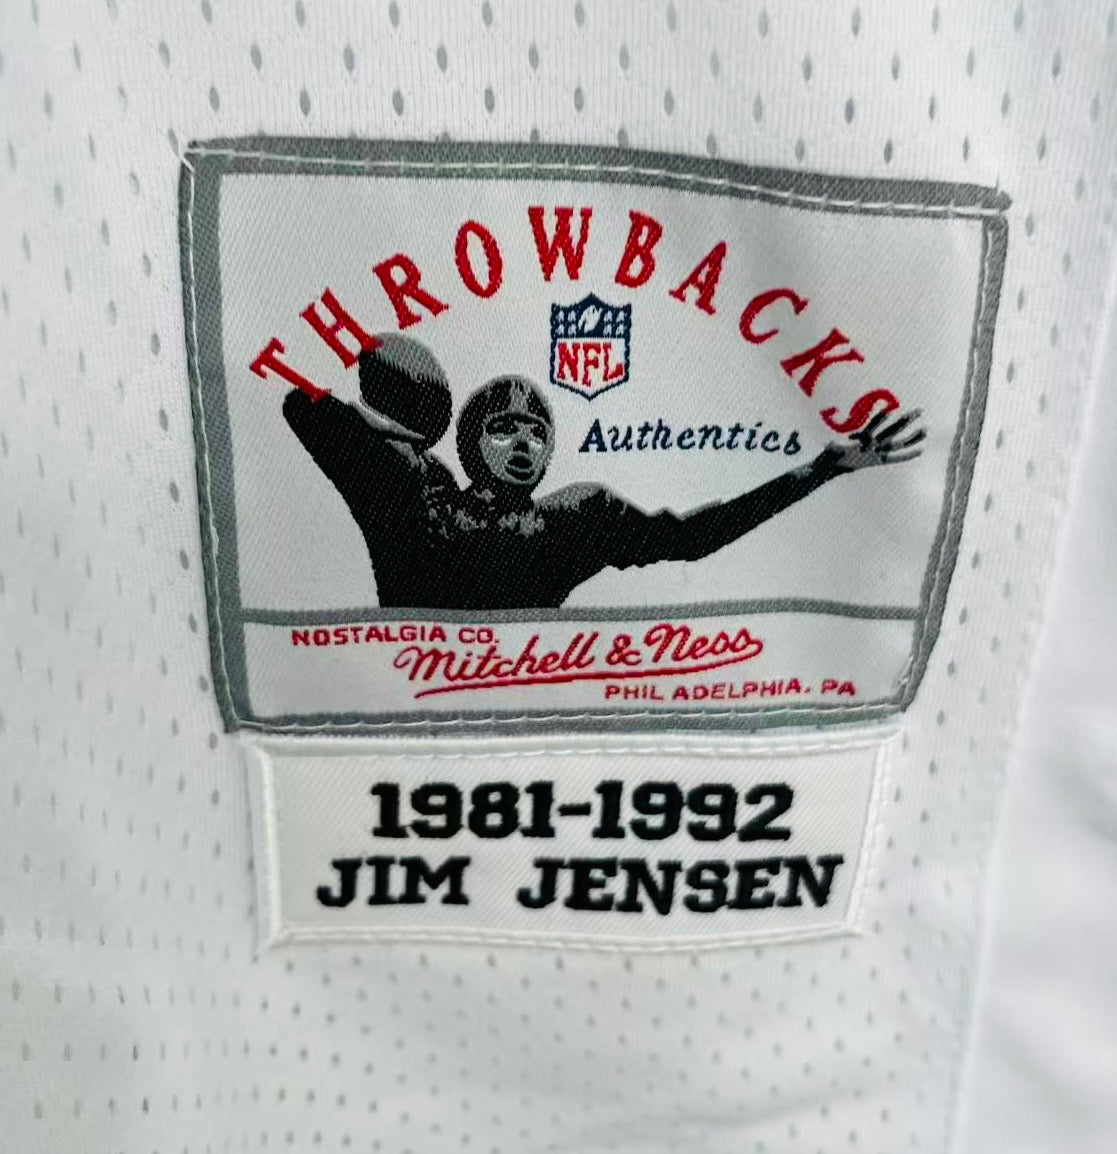 THROWBACKS
NFL
Authentics
NOSTALGIA CO.
Mitchell & Ness
PHILADELPHIA, PA
1981-1992
JIM JENSEN